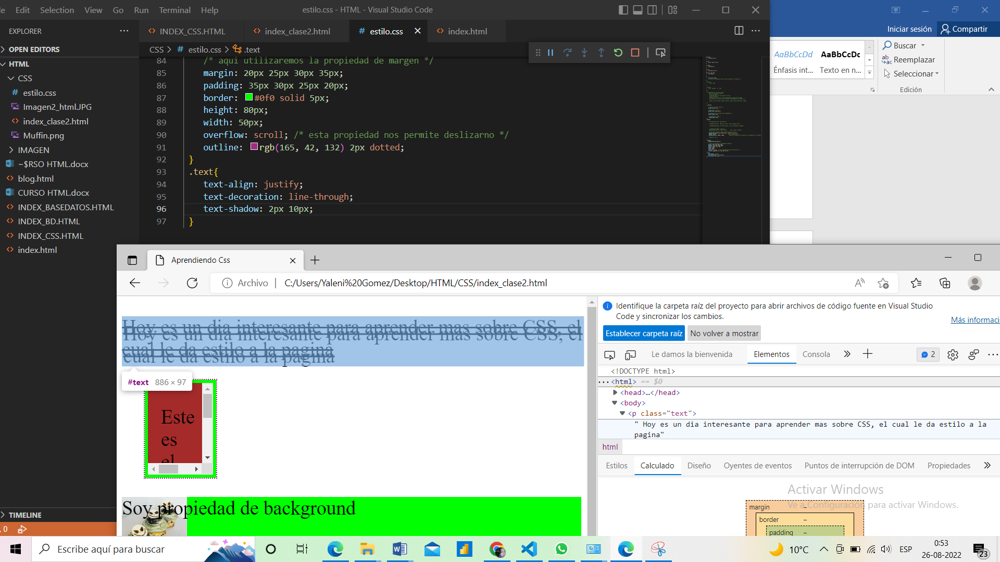 Edit Selection View Go Run Terminal Help
estilo.css - HTML - Visual Studio Code
EXPLORER
INDEX_CSS.HTML
index_clase2.html
# estilo.css
index.html
CSS > # estilo.css > .text
OPEN EDITORS
HTML
CSS
# estilo.css
Imagen2_html.JPG
index_clase2.html
Muffin.png
IMAGEN
~$RSO HTML.docx
blog.html
CURSO HTML.docx
INDEX_BASEDATOS.HTML
INDEX_BD.HTML
INDEX_CSS.HTML
index.html
TIMELINE
0
84 /* aqui utilizaremos la propiedad de margen */
85 margin: 20px 25px 30px 35px;
86 padding: 35px 30px 25px 20px;
87 border: #0f0 solid 5px;
88 height: 80px;
89 width: 50px;
90 overflow: scroll; /* esta propiedad nos permite deslizarno */
91 outline: rgb(165, 42, 132) 2px dotted;
92 }
93 .text{
94 text-align: justify;
95 text-decoration: line-through;
96 text-shadow: 2px 10px;
97 }
Iniciar sesión
Compartir
AaBbCcDd AaBbCcDc
Énfasis int... Texto en n...
Buscar
Reemplazar
Seleccionar
Edición
Aprendiendo Css
Archivo | C:/Users/Yaleni%20Gomez/Desktop/HTML/CSS/index_clase2.html
Hoy es un dia interesante para aprender mas sobre CSS, el
cual le da estilo a la pagina
#text 886 × 97
Este
es
el
Soy propiedad de background
Identifique la carpeta raíz del proyecto para abrir archivos de código fuente en Visual Studio
Code y sincronizar los cambios.
Más informaci
Establecer carpeta raíz
No volver a mostrar
Le damos la bienvenida
Elementos
Consola
2
<!DOCTYPE html>
···<html> == $0
<head>…</head>
<body>
<p class="text">
" Hoy es un dia interesante para aprender mas sobre CSS, el cual le da estilo a la
pagina"
html
Estilos Calculado Diseño Oyentes de eventos Puntos de interrupción de DOM Propiedades
Activar Windows
Ve a Configuración para activar Windows.
margin –
border –
padding –
Escribe aquí para buscar
10°C
ESP
0:53
26-08-2022
23